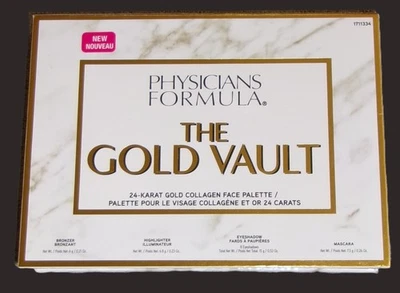 1711334
NEW
NOUVEAU
PHYSICIANS
FORMULA®
THE
GOLD VAULT
24-KARAT GOLD COLLAGEN FACE PALETTE /
PALETTE POUR LE VISAGE COLLAGÈNE ET OR 24 CARATS
BRONZER
BRONZANT
HIGHLIGHTER
ILLUMINATEUR
EYESHADOW
FARDS À PAUPIÈRES
MASCARA